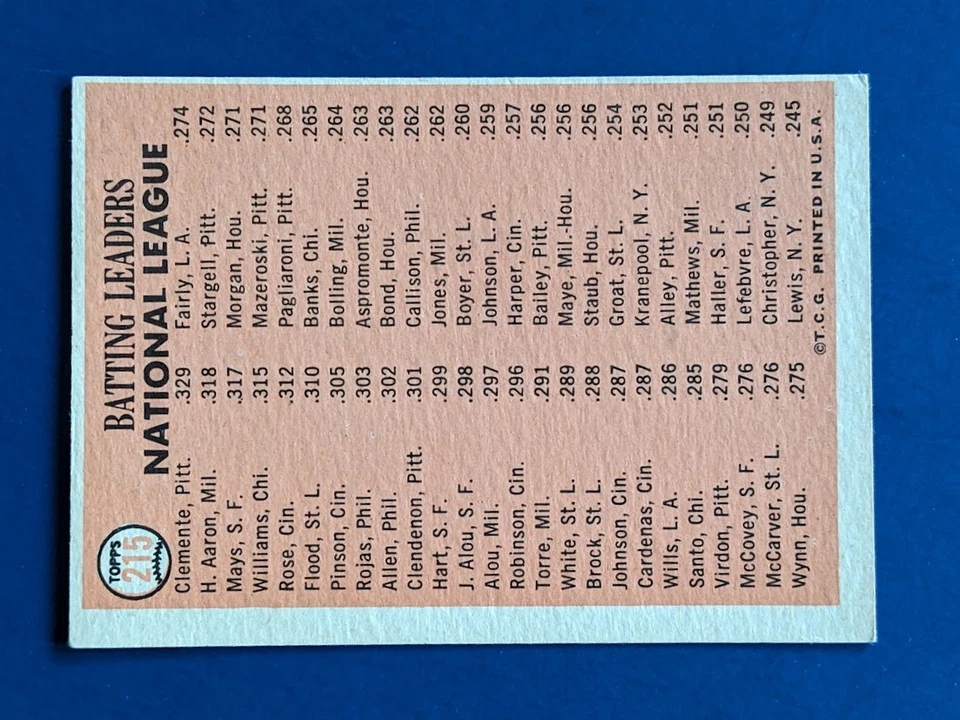 TOPPS
215
BATTING LEADERS
NATIONAL LEAGUE
Clemente, Pitt. .329
H. Aaron, Mil. .318
Mays, S. F. .317
Williams, Chi. .315
Rose, Cin. .312
Flood, St. L. .310
Pinson, Cin. .305
Rojas, Phil. .303
Allen, Phil. .302
Clendenon, Pitt. .301
Hart, S. F. .299
J. Alou, S. F. .298
Alou, Mil. .297
Robinson, Cin. .296
Torre, Mil. .291
White, St. L. .289
Brock, St. L. .288
Johnson, Cin. .287
Cardenas, Cin. .287
Wills, L. A. .286
Santo, Chi. .285
Virdon, Pitt. .279
McCovey, S. F. .276
McCarver, St. L. .276
Wynn, Hou. .275
Fairly, L. A. .274
Stargell, Pitt. .272
Morgan, Hou. .271
Mazeroski, Pitt. .271
Pagliaroni, Pitt. .268
Banks, Chi. .265
Bolling, Mil. .264
Aspromonte, Hou. .263
Bond, Hou. .263
Callison, Phil. .262
Jones, Mil. .262
Boyer, St. L. .260
Johnson, L. A. .259
Harper, Cin. .257
Bailey, Pitt. .256
Maye, Mil.-Hou. .256
Staub, Hou. .256
Groat, St. L. .254
Kranepool, N. Y. .253
Alley, Pitt. .252
Mathews, Mil. .251
Haller, S. F. .251
Lefebvre, L. A. .250
Christopher, N. Y. .249
Lewis, N. Y. .245
©T. C. G. PRINTED IN U. S. A.